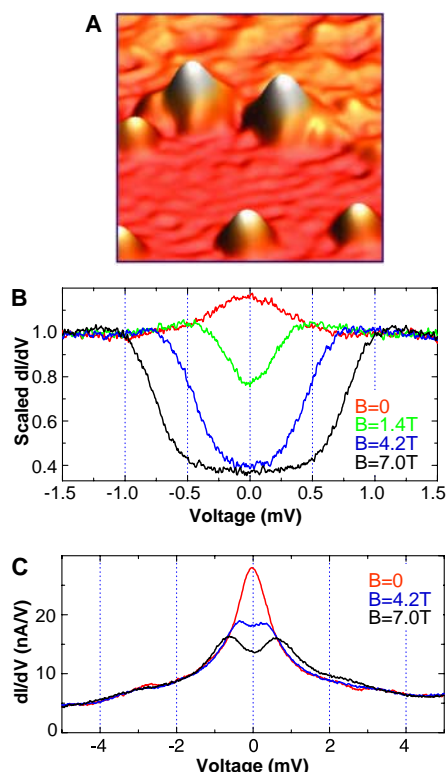 A
B
Scaled dI/dV
1.0
0.8
0.6
0.4
B=0
B=1.4T
B=4.2T
B=7.0T
-1.5 -1.0 -0.5 0.0 0.5 1.0 1.5
Voltage (mV)
C
dI/dV (nA/V)
20
10
0
B=0
B=4.2T
B=7.0T
-4 -2 0 2 4
Voltage (mV)